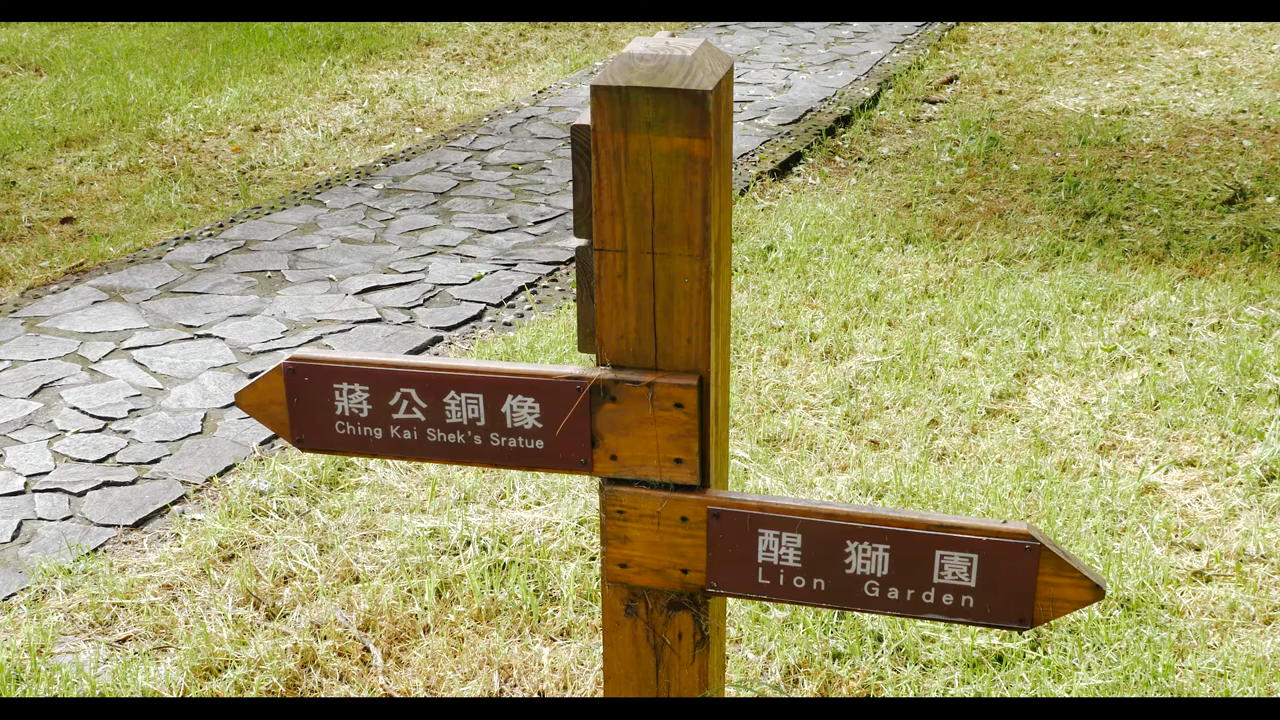 蔣公銅像
Ching Kai Shek's Sratue
醒獅園
Lion Garden